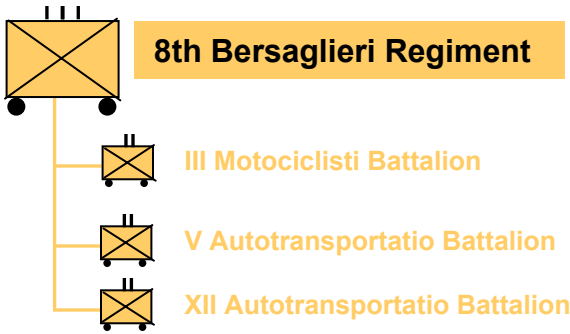 8th Bersaglieri Regiment
III Motociclisti Battalion
V Autotransportatio Battalion
XII Autotransportatio Battalion